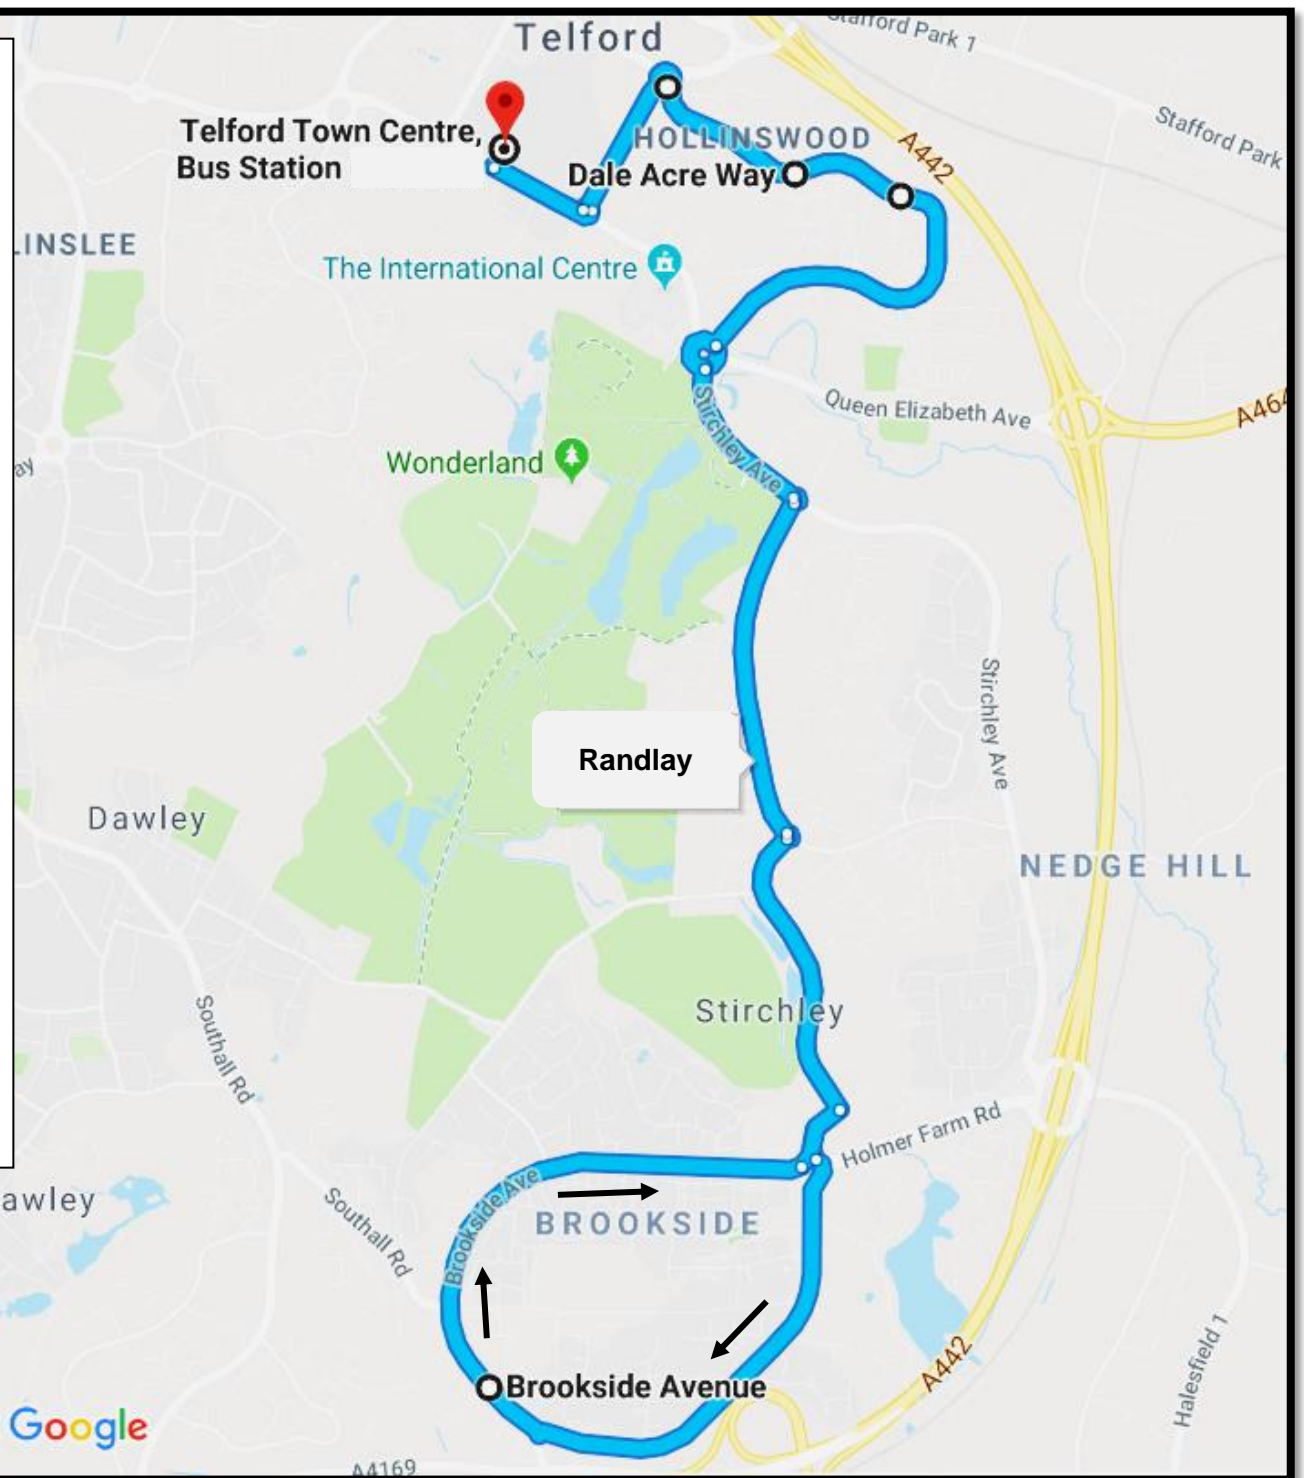 Telford
Stafford Park 1
Stafford Park
A442
HOLLINSWOOD
Telford Town Centre,
Bus Station
Dale Acre Way
LINSLEE
The International Centre
Queen Elizabeth Ave
A464
Stirchley Ave
Wonderland
ay
Stirchley Ave
Randlay
Dawley
NEDGE HILL
Southall Rd
Stirchley
Holmer Farm Rd
awley
Southall Rd
Brookside Ave
BROOKSIDE
Brookside Avenue
A442
Halesfield 1
Google
A4169